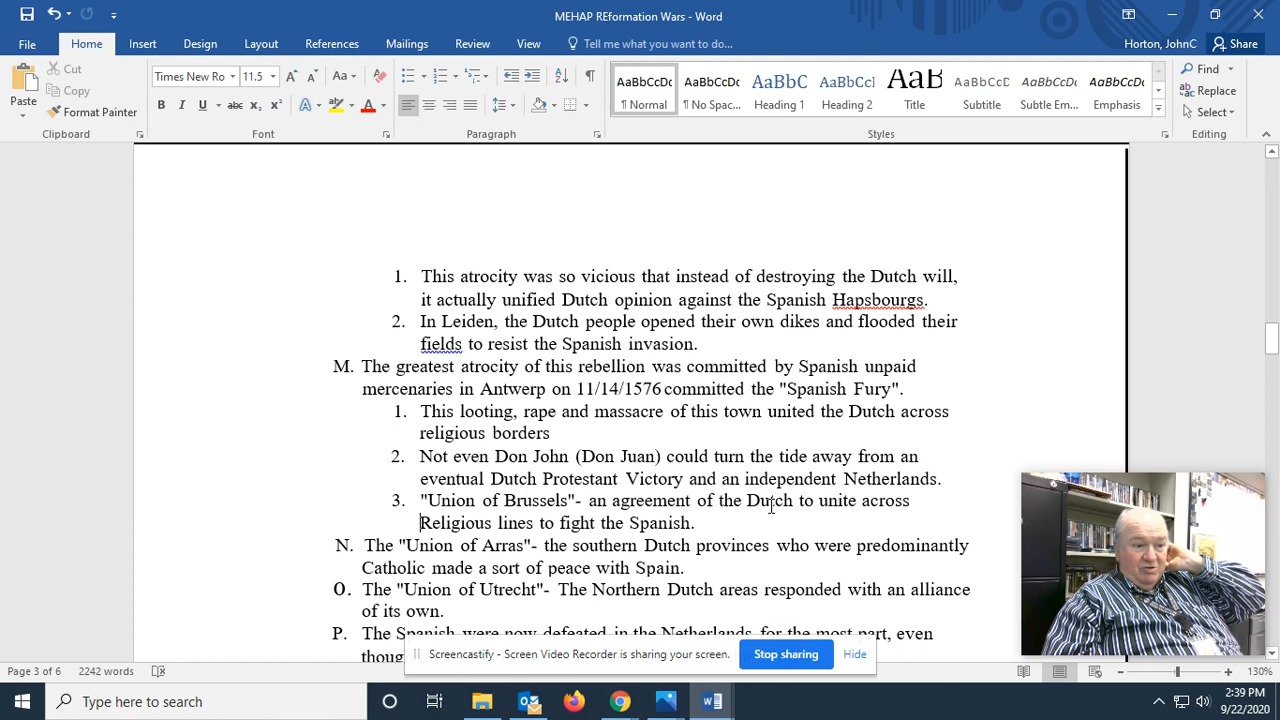 MEHAP REformation Wars - Word
File Home Insert Design Layout References Mailings Review View Tell me what you want to do... Horton, JohnC Share
Paste Cut Copy Format Painter
Times New Ro 11.5 Aa
B I U abc x2 x2 A A
AaBbCcDc AaBbCcDc AaBbC AaBbCcC AaB AaBbCcD AaBbCcDc AaBbCcDc
¶ Normal ¶ No Spac... Heading 1 Heading 2 Title Subtitle Subtle Em... Emphasis
Find Replace Select
Clipboard Font Paragraph Styles Editing
1. This atrocity was so vicious that instead of destroying the Dutch will,
it actually unified Dutch opinion against the Spanish Hapsbourgs.
2. In Leiden, the Dutch people opened their own dikes and flooded their
fields to resist the Spanish invasion.
M. The greatest atrocity of this rebellion was committed by Spanish unpaid
mercenaries in Antwerp on 11/14/1576 committed the "Spanish Fury".
1. This looting, rape and massacre of this town united the Dutch across
religious borders
2. Not even Don John (Don Juan) could turn the tide away from an
eventual Dutch Protestant Victory and an independent Netherlands.
3. "Union of Brussels"- an agreement of the Dutch to unite across
Religious lines to fight the Spanish.
N. The "Union of Arras"- the southern Dutch provinces who were predominantly
Catholic made a sort of peace with Spain.
O. The "Union of Utrecht"- The Northern Dutch areas responded with an alliance
of its own.
P. The Spanish were now defeated in the Netherlands, for the most part, even
Screencastify - Screen Video Recorder is sharing your screen. Stop sharing Hide
Page 3 of 6 2242 words 130%
Type here to search
2:39 PM
9/22/2020